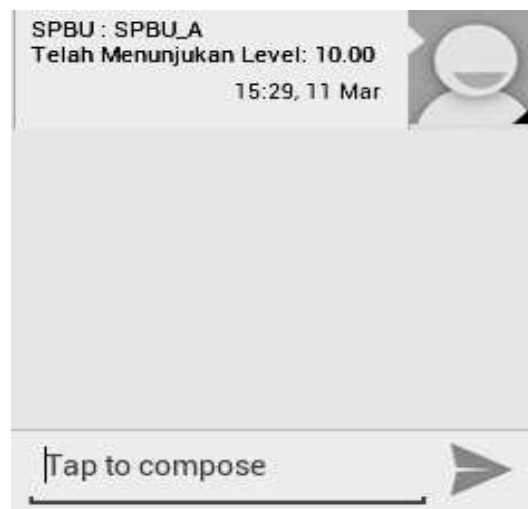 SPBU : SPBU_A
Telah Menunjukan Level: 10.00
15:29, 11 Mar
Tap to compose